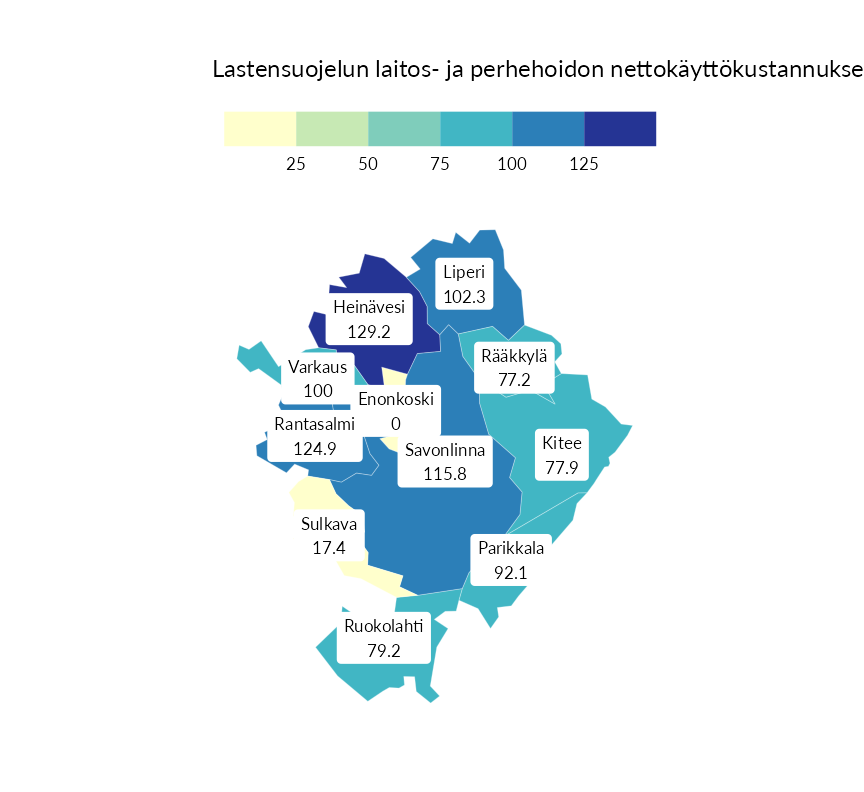 Lastensuojelun laitos- ja perhehoidon nettokäyttökustannukse
25 50 75 100 125
Liperi
102.3
Heinävesi
129.2
Rääkkylä
77.2
Varkaus
100
Enonkoski
0
Rantasalmi
124.9
Savonlinna
115.8
Kitee
77.9
Sulkava
17.4
Parikkala
92.1
Ruokolahti
79.2